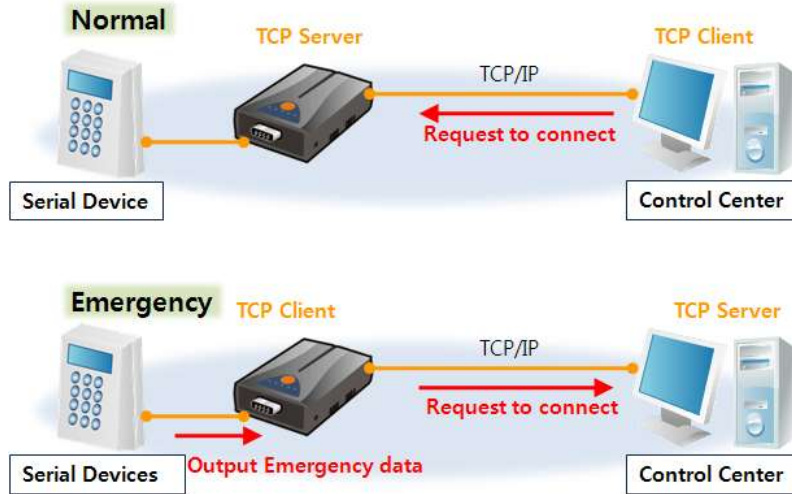 Normal
TCP Server
TCP Client
TCP/IP
Request to connect
Serial Device
Control Center
Emergency
TCP Client
TCP Server
TCP/IP
Request to connect
Serial Devices
Output Emergency data
Control Center